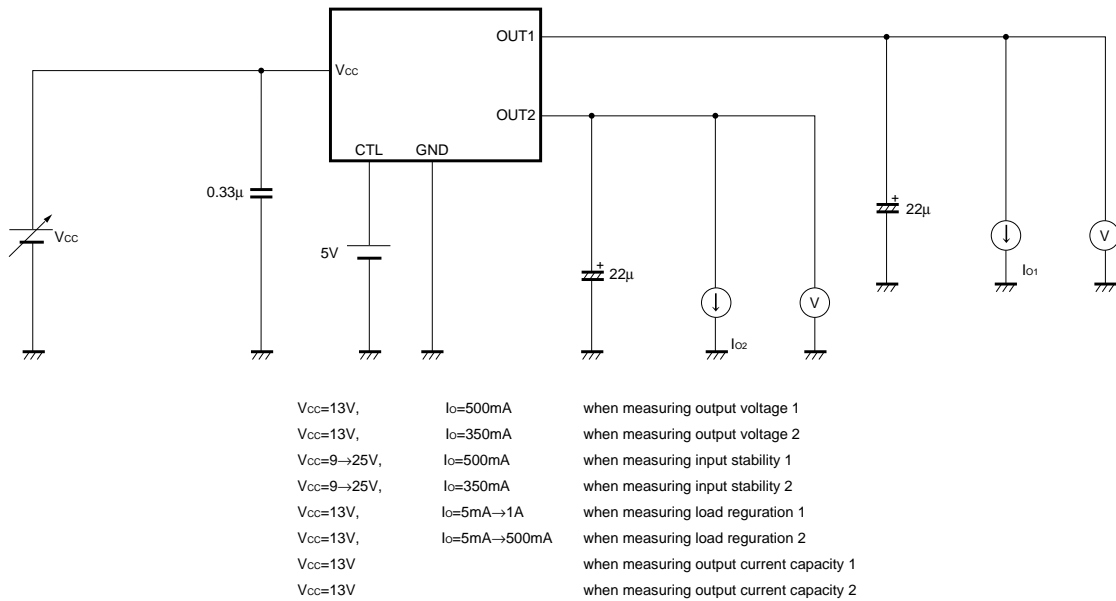 OUT1
Vcc
OUT2
CTL GND
0.33μ
22μ
Vcc
5V
22μ
V
Io1
V
Io2
Vcc=13V, Io=500mA when measuring output voltage 1
Vcc=13V, Io=350mA when measuring output voltage 2
Vcc=9→25V, Io=500mA when measuring input stability 1
Vcc=9→25V, Io=350mA when measuring input stability 2
Vcc=13V, Io=5mA→1A when measuring load reguration 1
Vcc=13V, Io=5mA→500mA when measuring load reguration 2
Vcc=13V when measuring output current capacity 1
Vcc=13V when measuring output current capacity 2